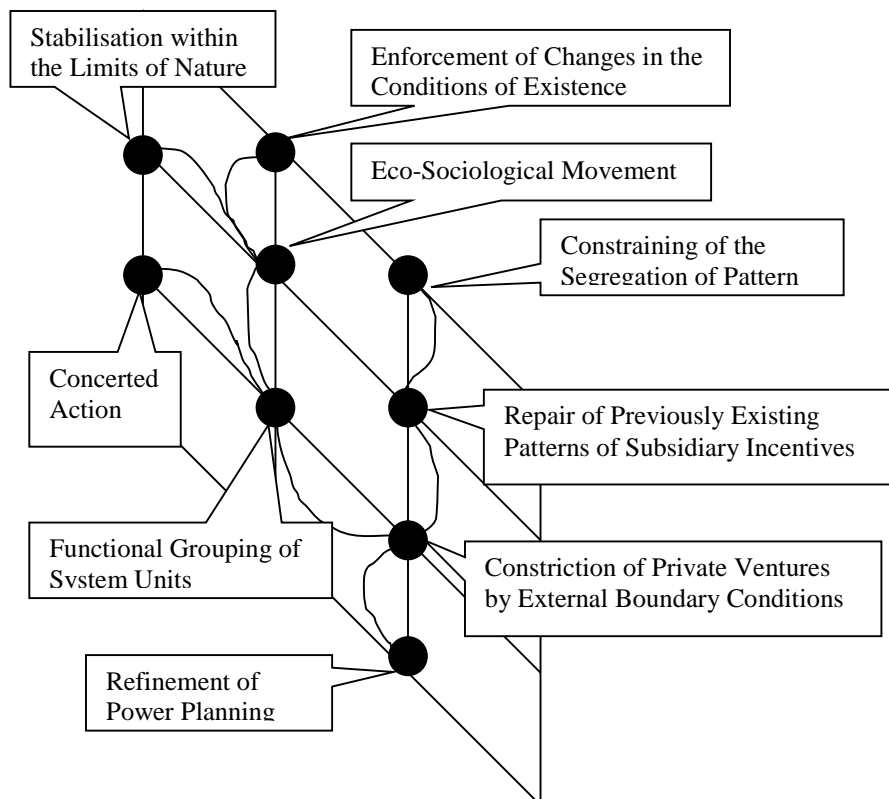 Stabilisation within
the Limits of Nature
Enforcement of Changes in the
Conditions of Existence
Eco-Sociological Movement
Constraining of the
Segregation of Pattern
Concerted
Action
Repair of Previously Existing
Patterns of Subsidiary Incentives
Functional Grouping of
System Units
Constriction of Private Ventures
by External Boundary Conditions
Refinement of
Power Planning